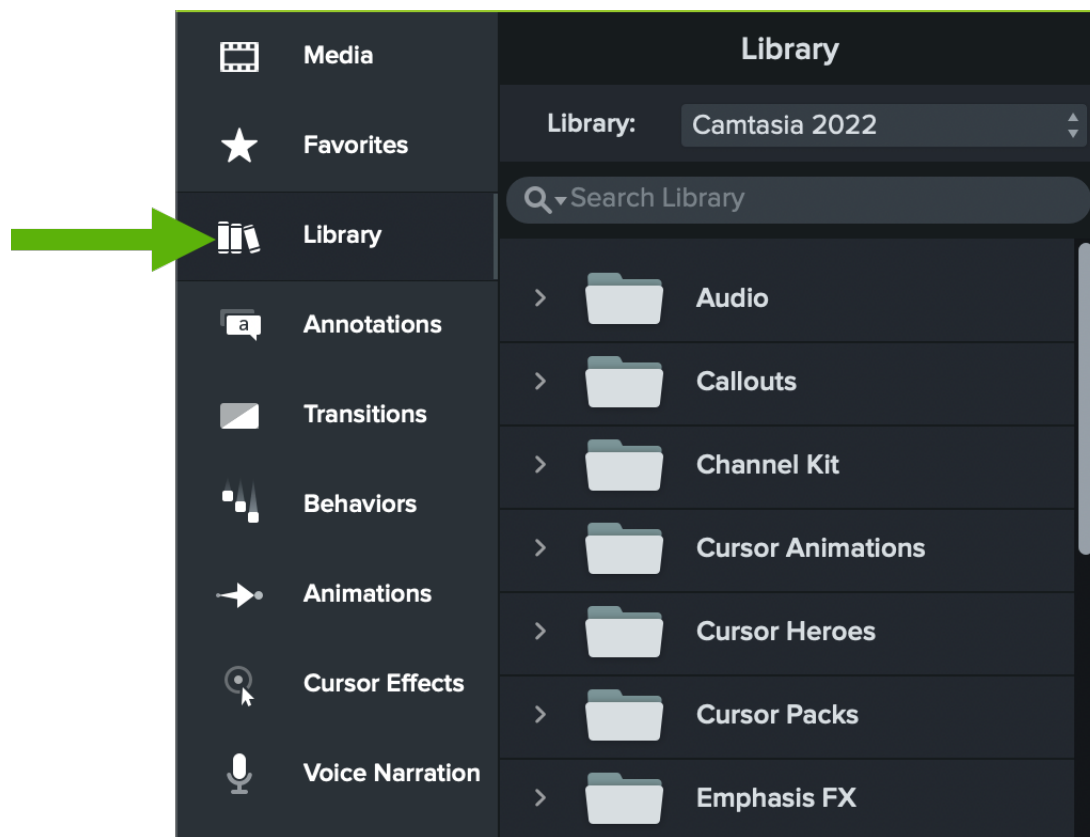 Media
Favorites
Library
a
Annotations
Transitions
Behaviors
Animations
Cursor Effects
Voice Narration
Library
Library:
Camtasia 2022
Search Library
Audio
Callouts
Channel Kit
Cursor Animations
Cursor Heroes
Cursor Packs
Emphasis FX